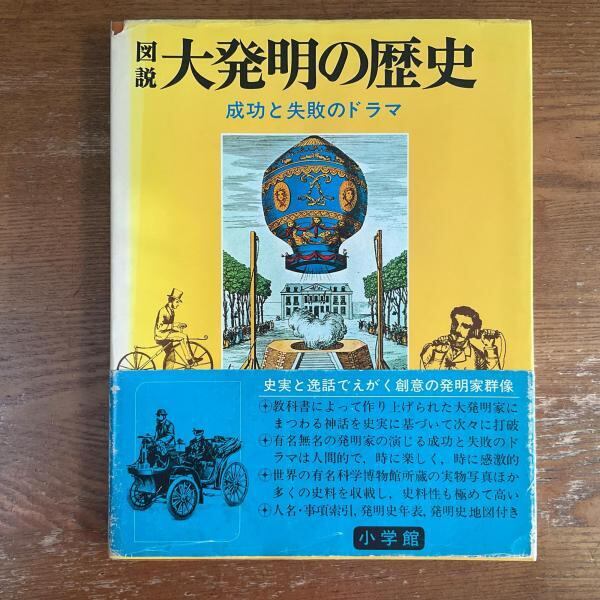 図説 大発明の歴史
成功と失敗のドラマ
史実と逸話でえがく創意の発明家群像
教科書によって作り上げられた大発明家に
まつわる神話を史実に基づいて次々に打破
有名無名の発明家の演じる成功と失敗のド
ラマは人間的で，時に楽しく，時に感激的
世界の有名科学博物館所蔵の実物写真ほか
多くの史料を収載し，史料性も極めて高い
人名・事項索引，発明史年表，発明史地図付き
小学館